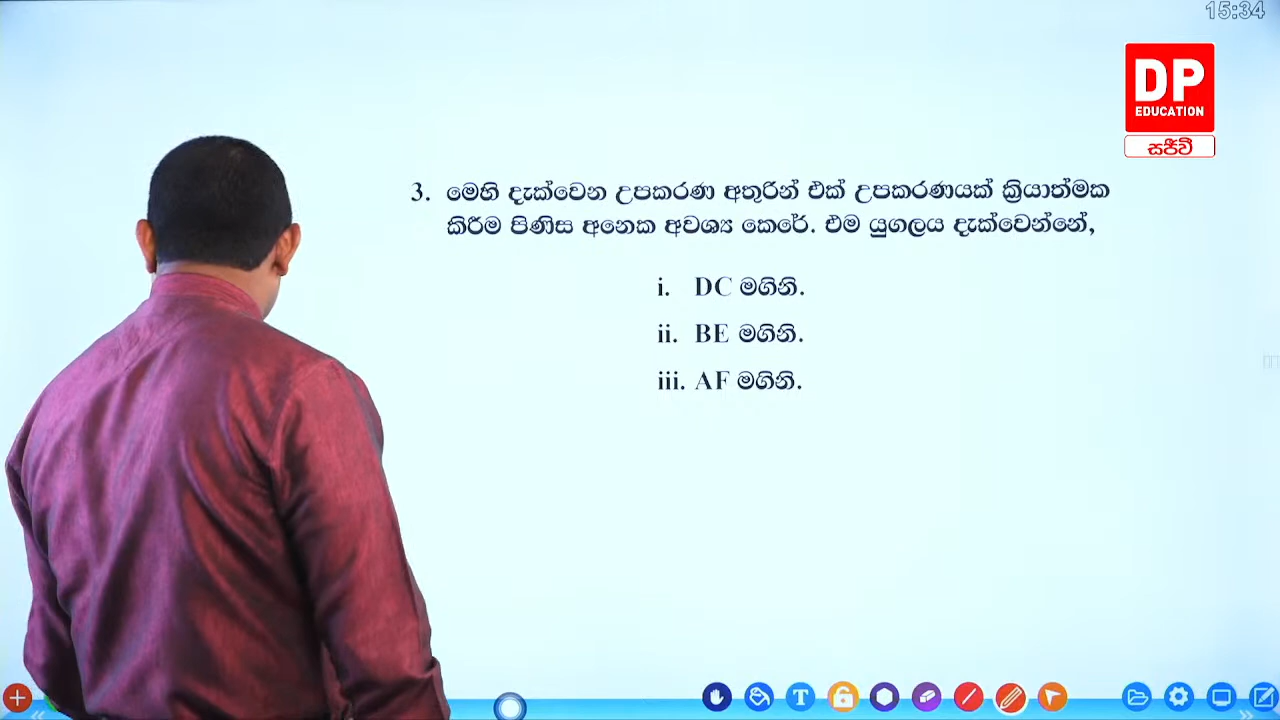 15:34
DP
EDUCATION
සජීවී
3. මෙහි දැක්වෙන උපකරණ අතුරින් එක් උපකරණයක් ක්‍රියාත්මක
කිරීම පිණිස අනෙක අවශ්‍ය කෙරේ. එම යුගලය දැක්වෙන්නේ,
i. DC මගිනි.
ii. BE මගිනි.
iii. AF මගිනි.